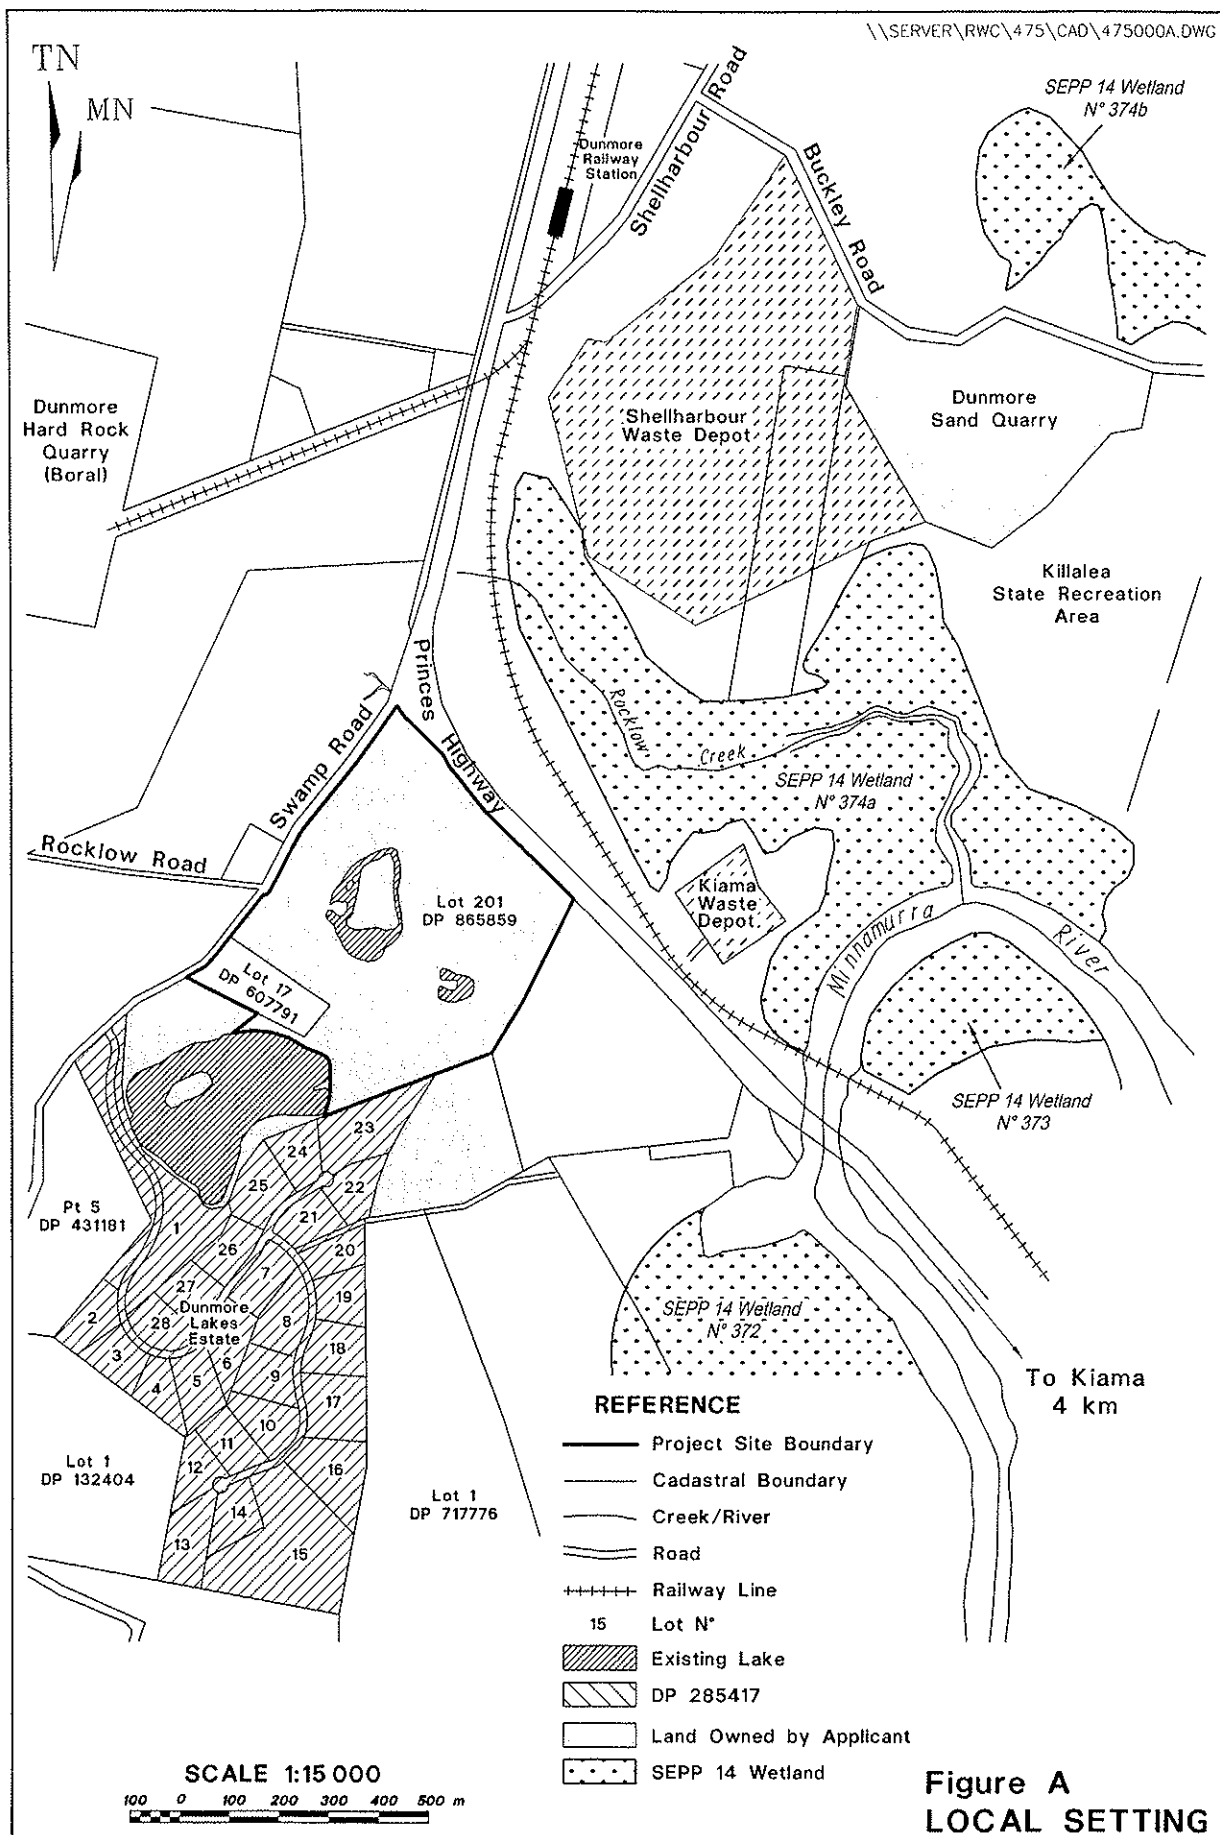 \\SERVER\RWC\475\CAD\475000A.DWG
TN
MN
SEPP 14 Wetland
N° 374b
Dunmore
Railway
Station
Shellharbour Road
Buckley Road
Dunmore
Hard Rock
Quarry
(Boral)
Shellharbour
Waste Depot
Dunmore
Sand Quarry
Killalea
State Recreation
Area
Princes Highway
Swamp Road
Rocklow Road
Rocklow Creek
SEPP 14 Wetland
N° 374a
Lot 201
DP 865859
Kiama
Waste
Depot
Minnamurra River
Lot 17
DP 607791
SEPP 14 Wetland
N° 373
Pt 5
DP 431181
23
24
25
22
21
1
26
20
7
27
19
2
28
Dunmore
Lakes
Estate
8
18
3
6
4
5
9
17
10
11
12
16
14
13
15
SEPP 14 Wetland
N° 372
Lot 1
DP 132404
Lot 1
DP 717776
To Kiama
4 km
REFERENCE
Project Site Boundary
Cadastral Boundary
Creek/River
Road
Railway Line
15 Lot N°
Existing Lake
DP 285417
Land Owned by Applicant
SEPP 14 Wetland
SCALE 1:15 000
100 0 100 200 300 400 500 m
Figure A
LOCAL SETTING